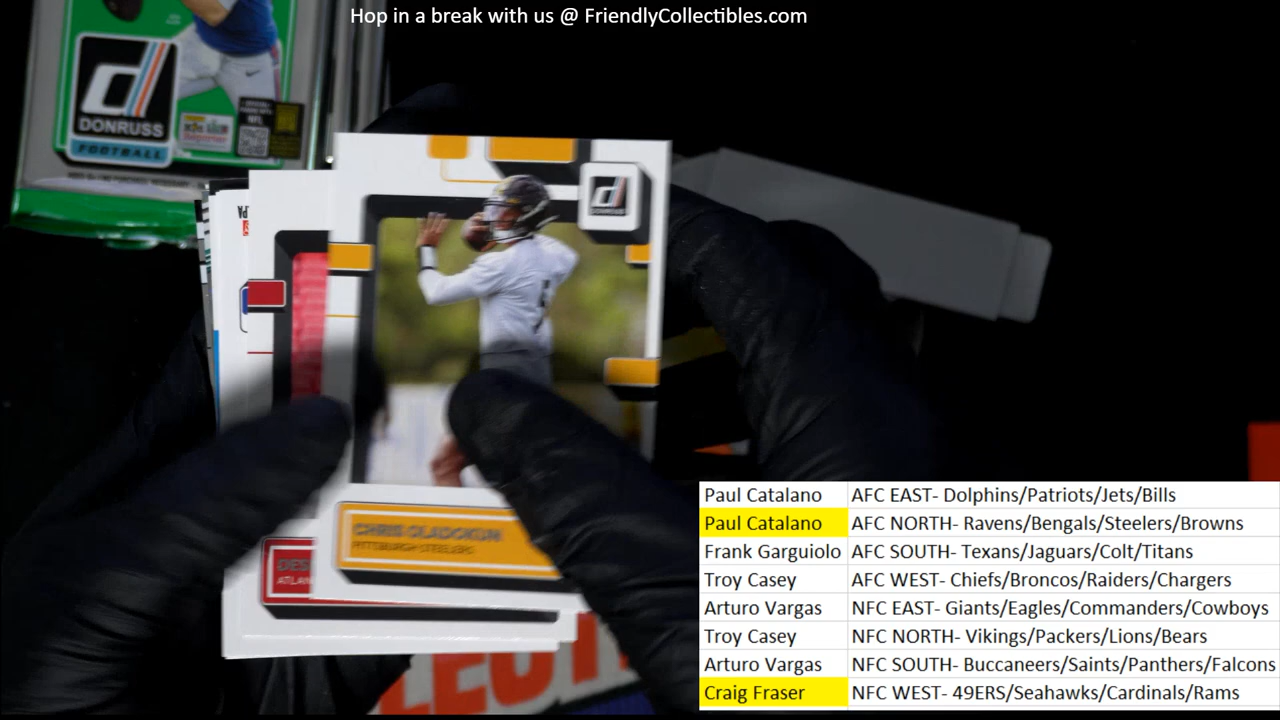 Hop in a break with us @ FriendlyCollectibles.com
d
DONRUSS
FOOTBALL
d
DONRUSS
CHRIS OLADOKUN
PITTSBURGH STEELERS
DES
ATLAN
Paul Catalano AFC EAST- Dolphins/Patriots/Jets/Bills
Paul Catalano AFC NORTH- Ravens/Bengals/Steelers/Browns
Frank Garguiolo AFC SOUTH- Texans/Jaguars/Colt/Titans
Troy Casey AFC WEST- Chiefs/Broncos/Raiders/Chargers
Arturo Vargas NFC EAST- Giants/Eagles/Commanders/Cowboys
Troy Casey NFC NORTH- Vikings/Packers/Lions/Bears
Arturo Vargas NFC SOUTH- Buccaneers/Saints/Panthers/Falcons
Craig Fraser NFC WEST- 49ERS/Seahawks/Cardinals/Rams